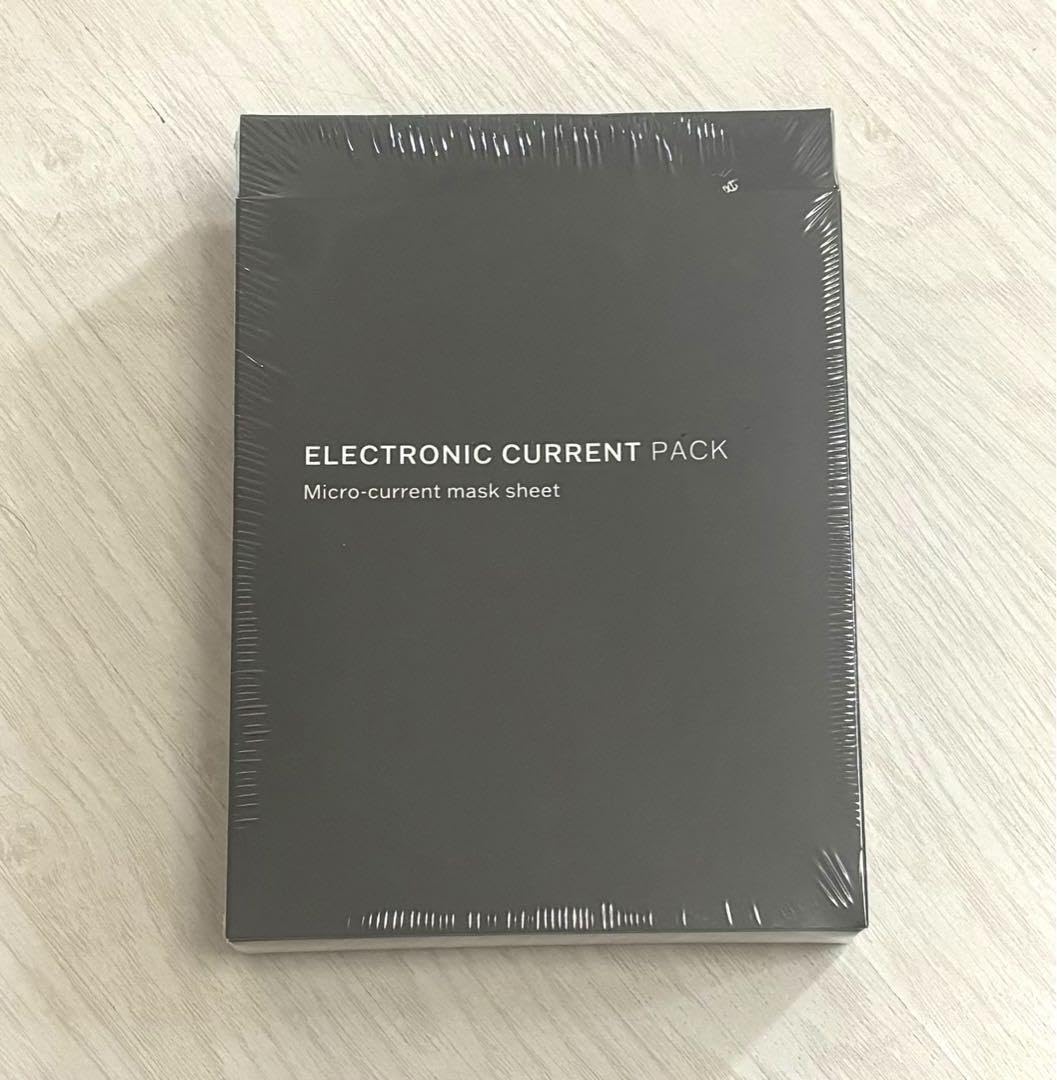 ELECTRONIC CURRENT PACK
Micro-current mask sheet